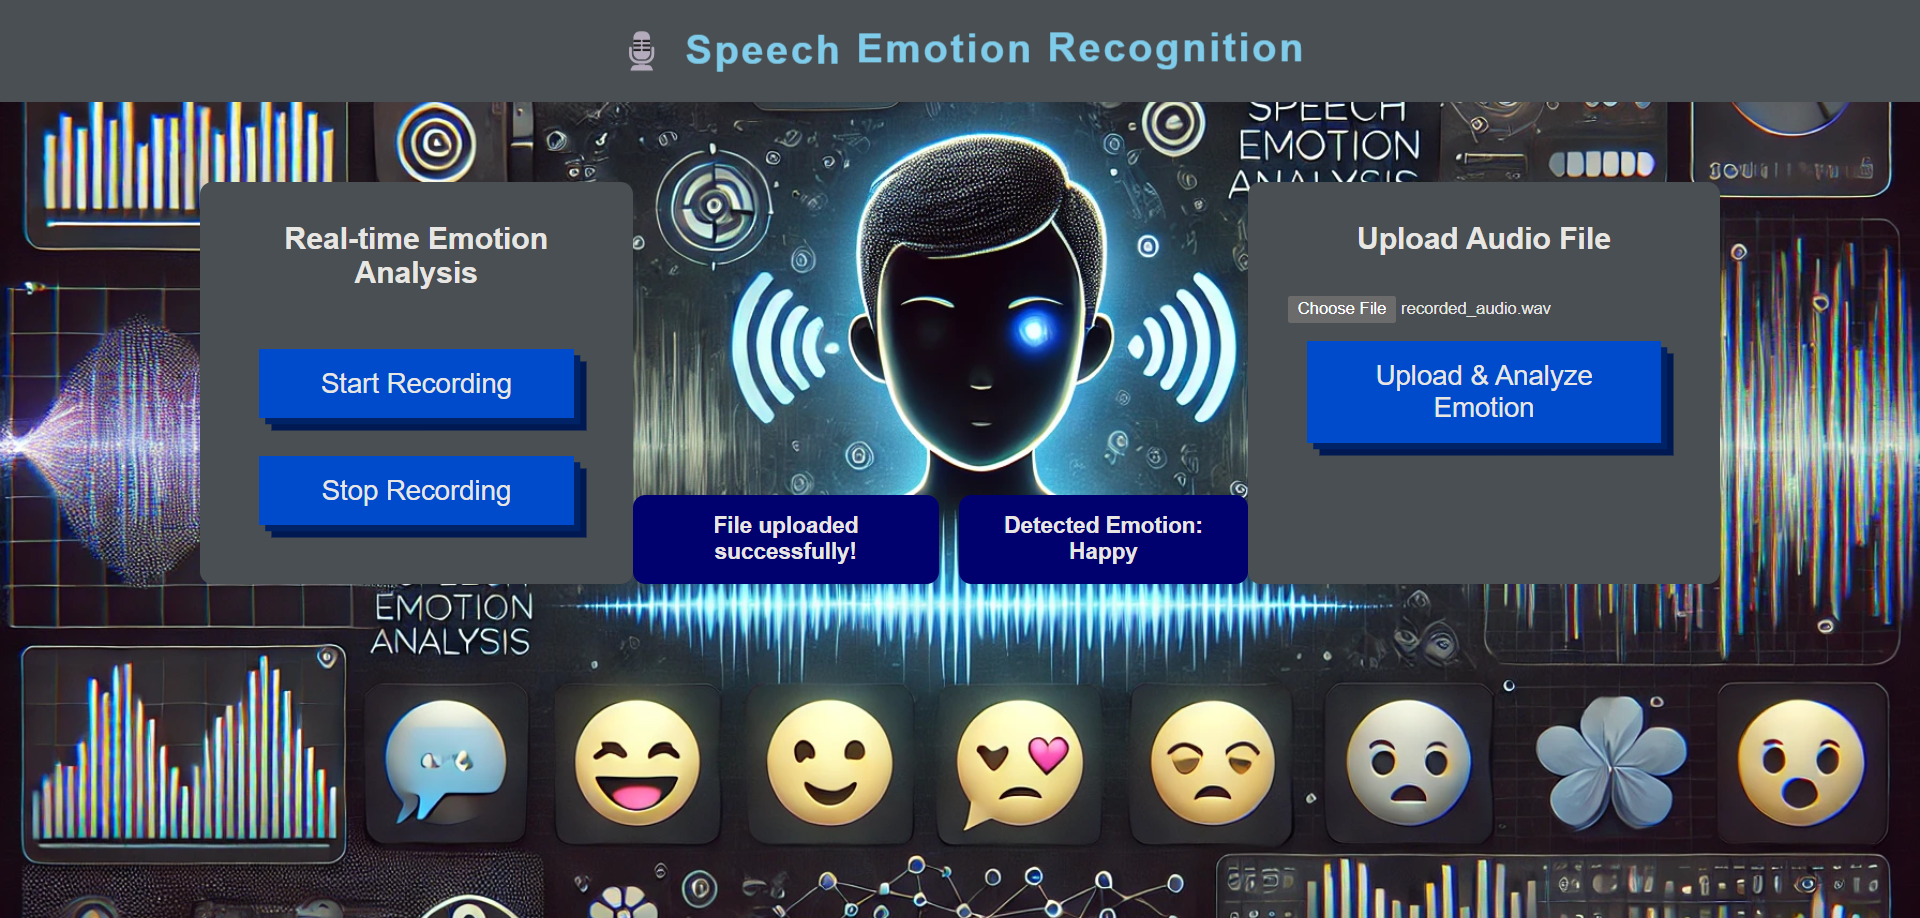 Speech Emotion Recognition
SPEECH
EMOTION
ANALYSIS
Real-time Emotion
Analysis
Start Recording
Stop Recording
Upload Audio File
Choose File recorded_audio.wav
Upload & Analyze
Emotion
File uploaded
successfully!
Detected Emotion:
Happy
EMOTION
ANALYSIS